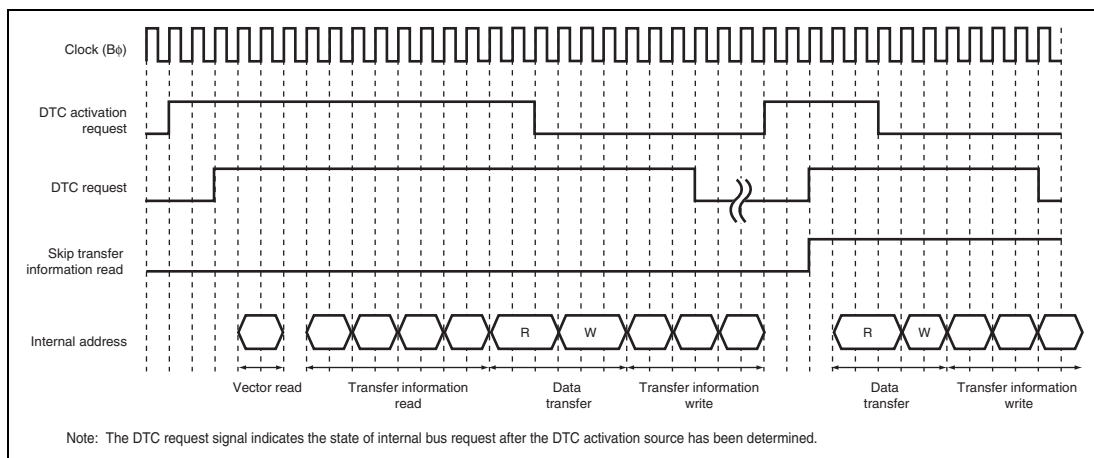 Clock (Bφ)
DTC activation
request
DTC request
Skip transfer
information read
Internal address
R
W
R
W
Vector read
Transfer information
read
Data
transfer
Transfer information
write
Data
transfer
Transfer information
write
Note: The DTC request signal indicates the state of internal bus request after the DTC activation source has been determined.